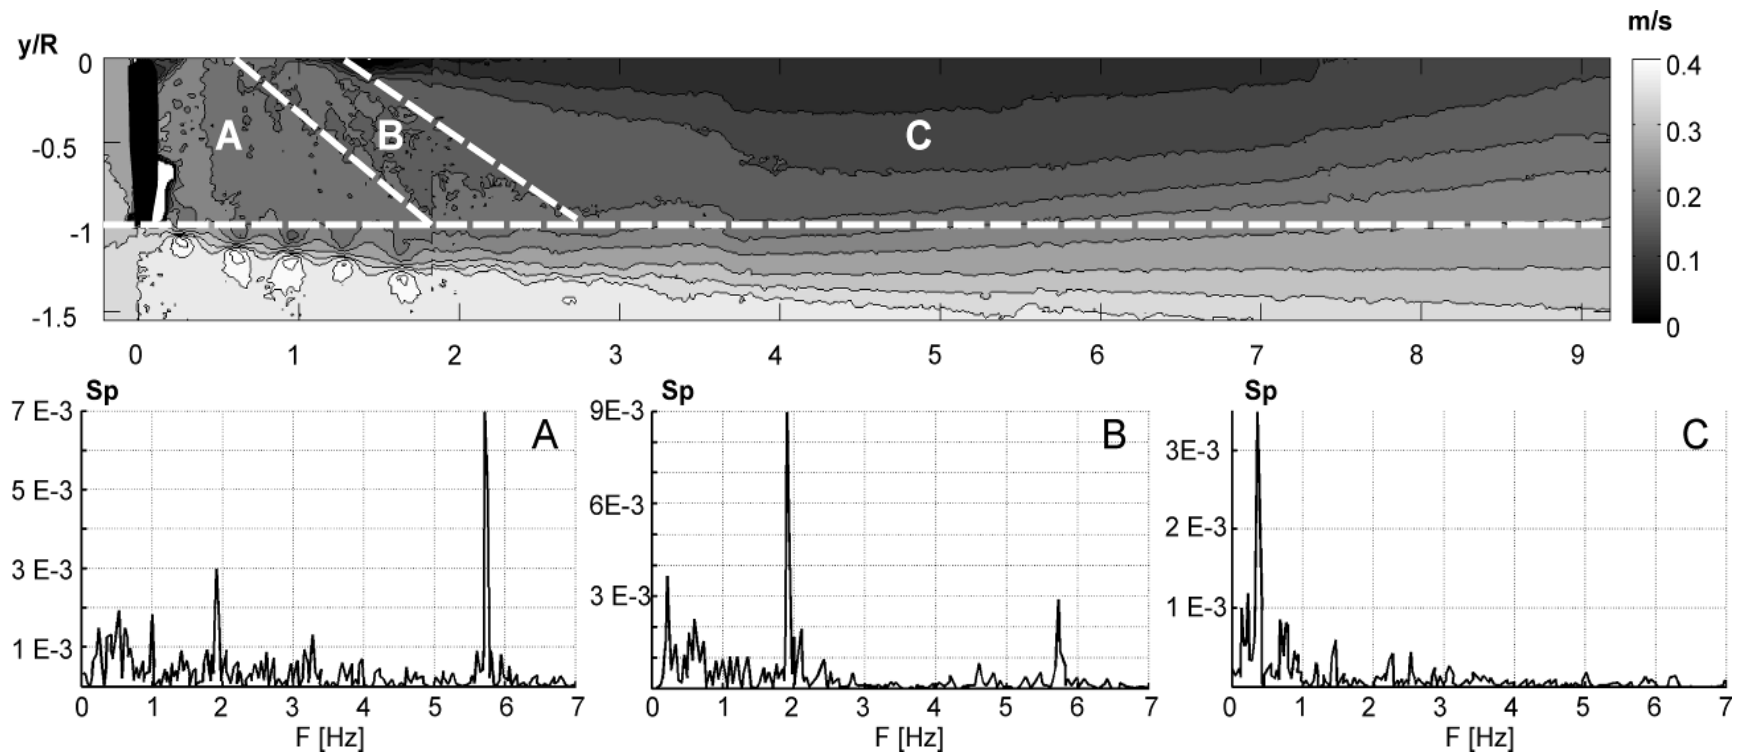 m/s
y/R
0
-0.5
-1
-1.5
A
B
C
0.4
0.3
0.2
0.1
0
0 1 2 3 4 5 6 7 8 9
Sp
7 E-3
5 E-3
3 E-3
1 E-3
A
0 1 2 3 4 5 6 7
F [Hz]
Sp
9E-3
6E-3
3 E-3
B
0 1 2 3 4 5 6 7
F [Hz]
Sp
3E-3
2 E-3
1 E-3
C
0 1 2 3 4 5 6 7
F [Hz]